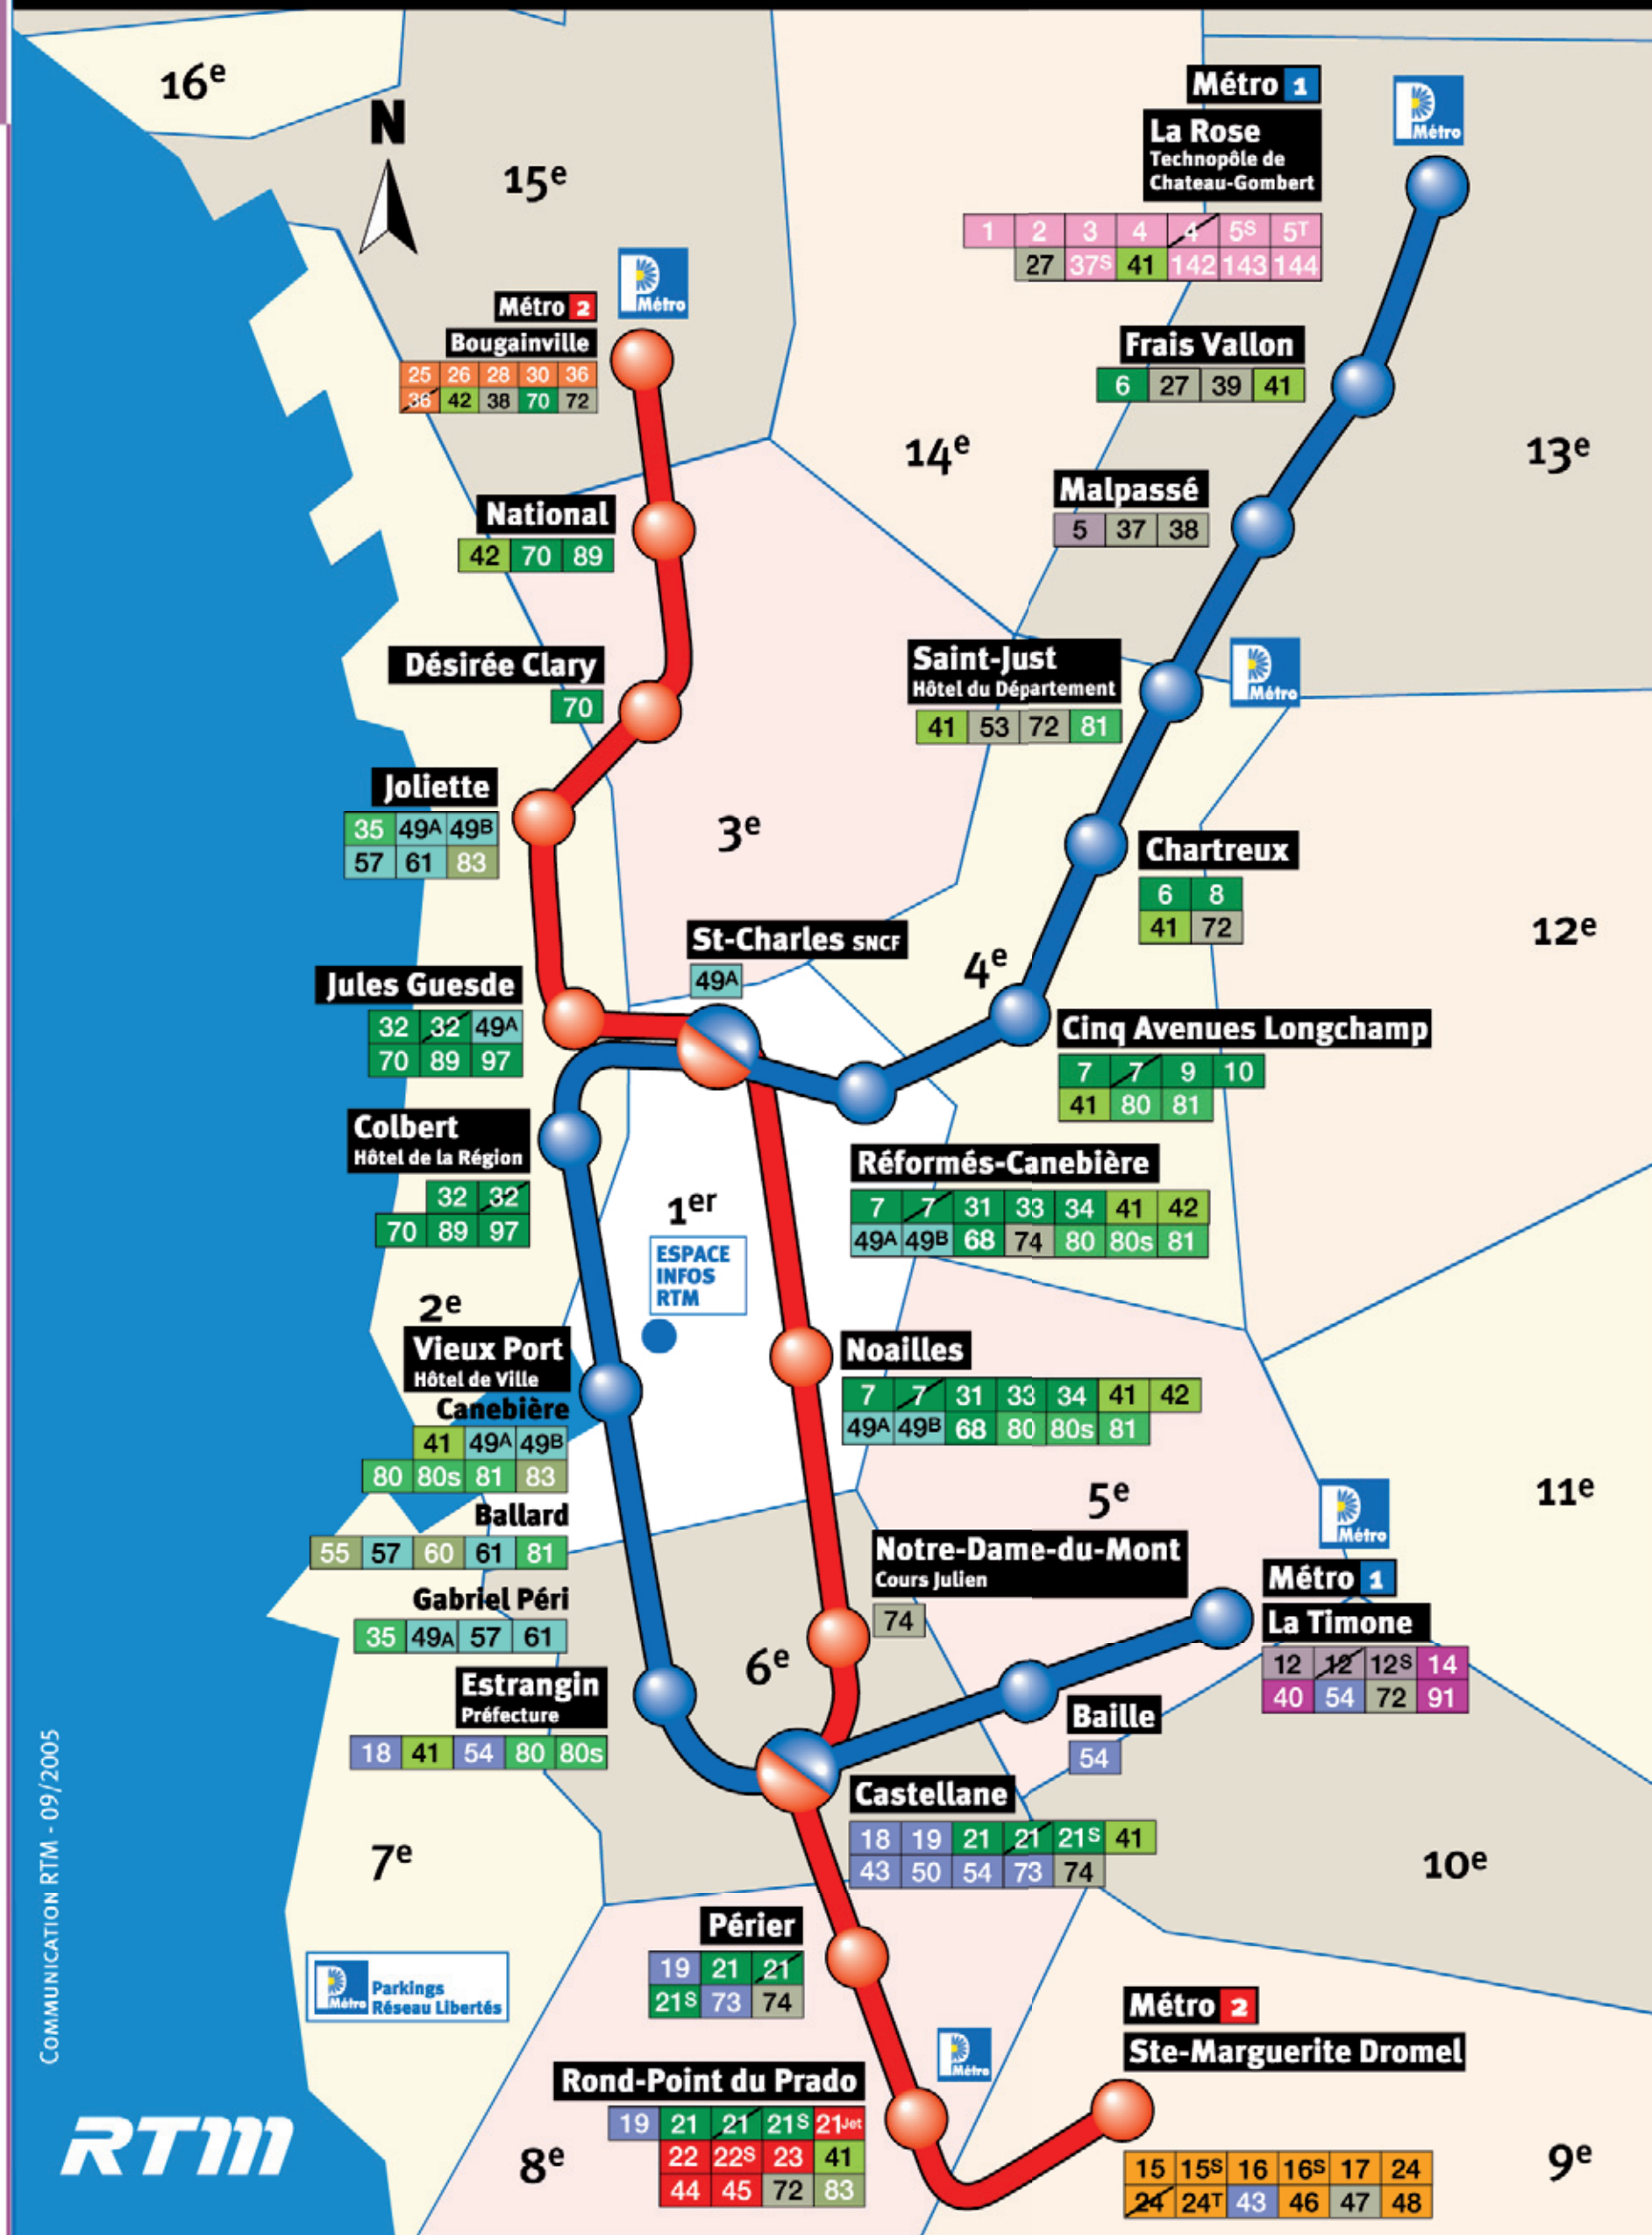 16e
N
15e
Métro 1
La Rose
Technopôle de
Chateau-Gombert
Métro
1 2 3 4 4 5S 5T
27 37S 41 142 143 144
Métro
Métro 2
Bougainville
25 26 28 30 36
36 42 38 70 72
Frais Vallon
6 27 39 41
14e
13e
Malpassé
5 37 38
National
42 70 89
Désirée Clary
70
Saint-Just
Hôtel du Département
41 53 72 81
Métro
Joliette
35 49A 49B
57 61 83
3e
Chartreux
6 8
41 72
12e
St-Charles SNCF
49A
4e
Jules Guesde
32 32 49A
70 89 97
Cinq Avenues Longchamp
7 7 9 10
41 80 81
Colbert
Hôtel de la Région
32 32
70 89 97
Réformés-Canebière
7 7 31 33 34 41 42
49A 49B 68 74 80 80s 81
1er
ESPACE
INFOS
RTM
2e
Vieux Port
Hôtel de Ville
Canebière
41 49A 49B
80 80s 81 83
Noailles
7 7 31 33 34 41 42
49A 49B 68 80 80s 81
5e
11e
Métro
Ballard
55 57 60 61 81
Notre-Dame-du-Mont
Cours Julien
74
Métro 1
La Timone
12 12 12S 14
40 54 72 91
Gabriel Péri
35 49A 57 61
6e
Estrangin
Préfecture
18 41 54 80 80s
Baille
54
Castellane
18 19 21 21 21S 41
43 50 54 73 74
7e
10e
Périer
19 21 21
21S 73 74
Métro
Parkings
Réseau Libertés
Métro 2
Ste-Marguerite Dromel
Métro
Rond-Point du Prado
19 21 21 21S 21Jet
22 22S 23 41
44 45 72 83
15 15S 16 16S 17 24
24 24T 43 46 47 48
8e
9e
COMMUNICATION RTM - 09/2005
RTM